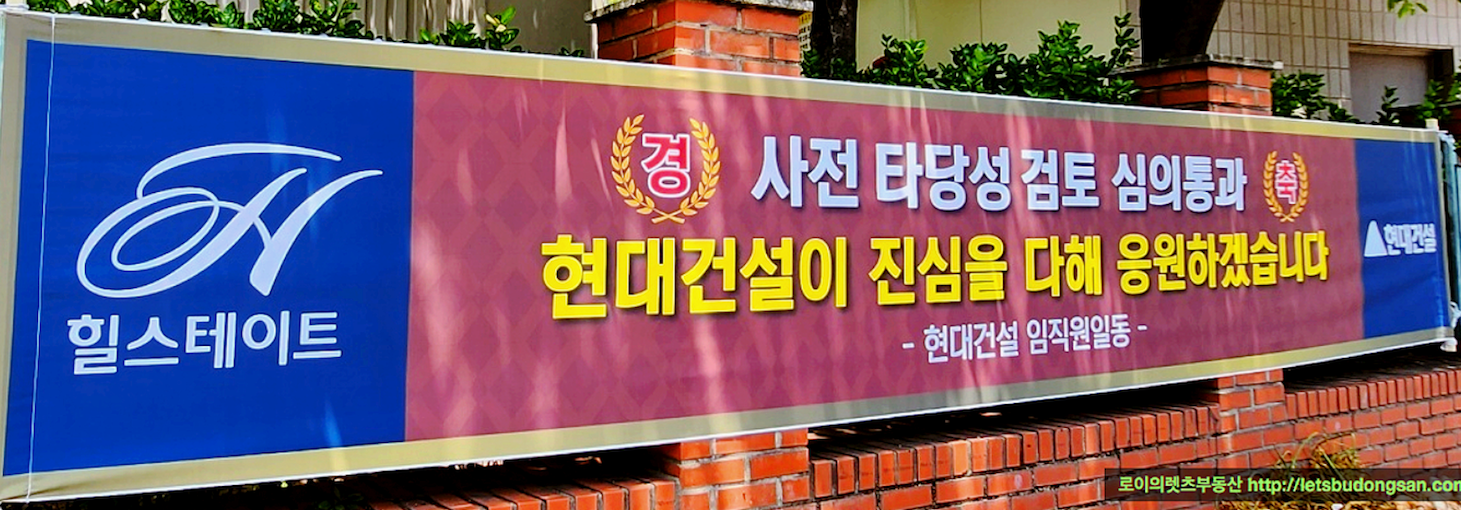 힐스테이트
경 사전 타당성 검토 심의통과 축
현대건설이 진심을 다해 응원하겠습니다
- 현대건설 임직원일동 -
현대건설
로이의렛츠부동산 http://letsbudongsan.com